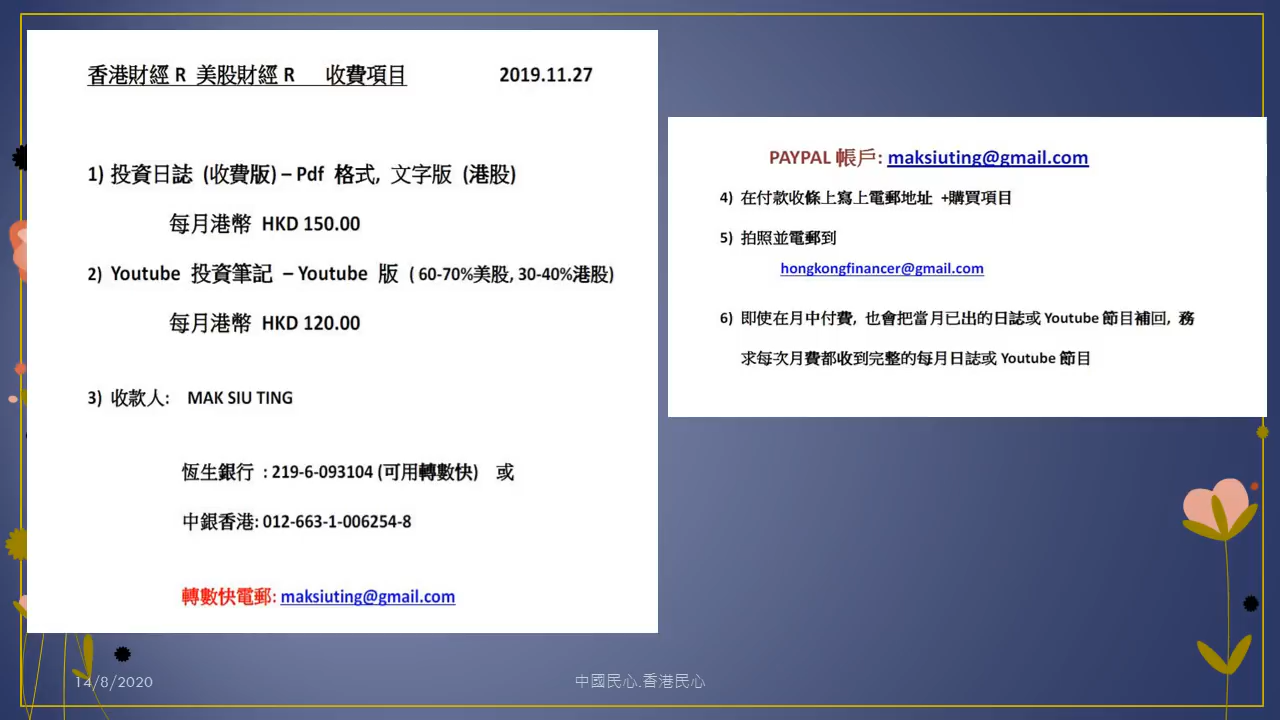 香港財經 R 美股財經 R 收費項目 2019.11.27
1) 投資日誌 (收費版) – Pdf 格式, 文字版 (港股)
每月港幣 HKD 150.00
2) Youtube 投資筆記 – Youtube 版 ( 60-70%美股, 30-40%港股)
每月港幣 HKD 120.00
3) 收款人: MAK SIU TING
恆生銀行 : 219-6-093104 (可用轉數快) 或
中銀香港: 012-663-1-006254-8
轉數快電郵: maksiuting@gmail.com
PAYPAL 帳戶: maksiuting@gmail.com
4) 在付款收條上寫上電郵地址 +購買項目
5) 拍照並電郵到
hongkongfinancer@gmail.com
6) 即使在月中付費, 也會把當月已出的日誌或 Youtube 節目補回, 務
求每次月費都收到完整的每月日誌或 Youtube 節目
14/8/2020
中國民心.香港民心